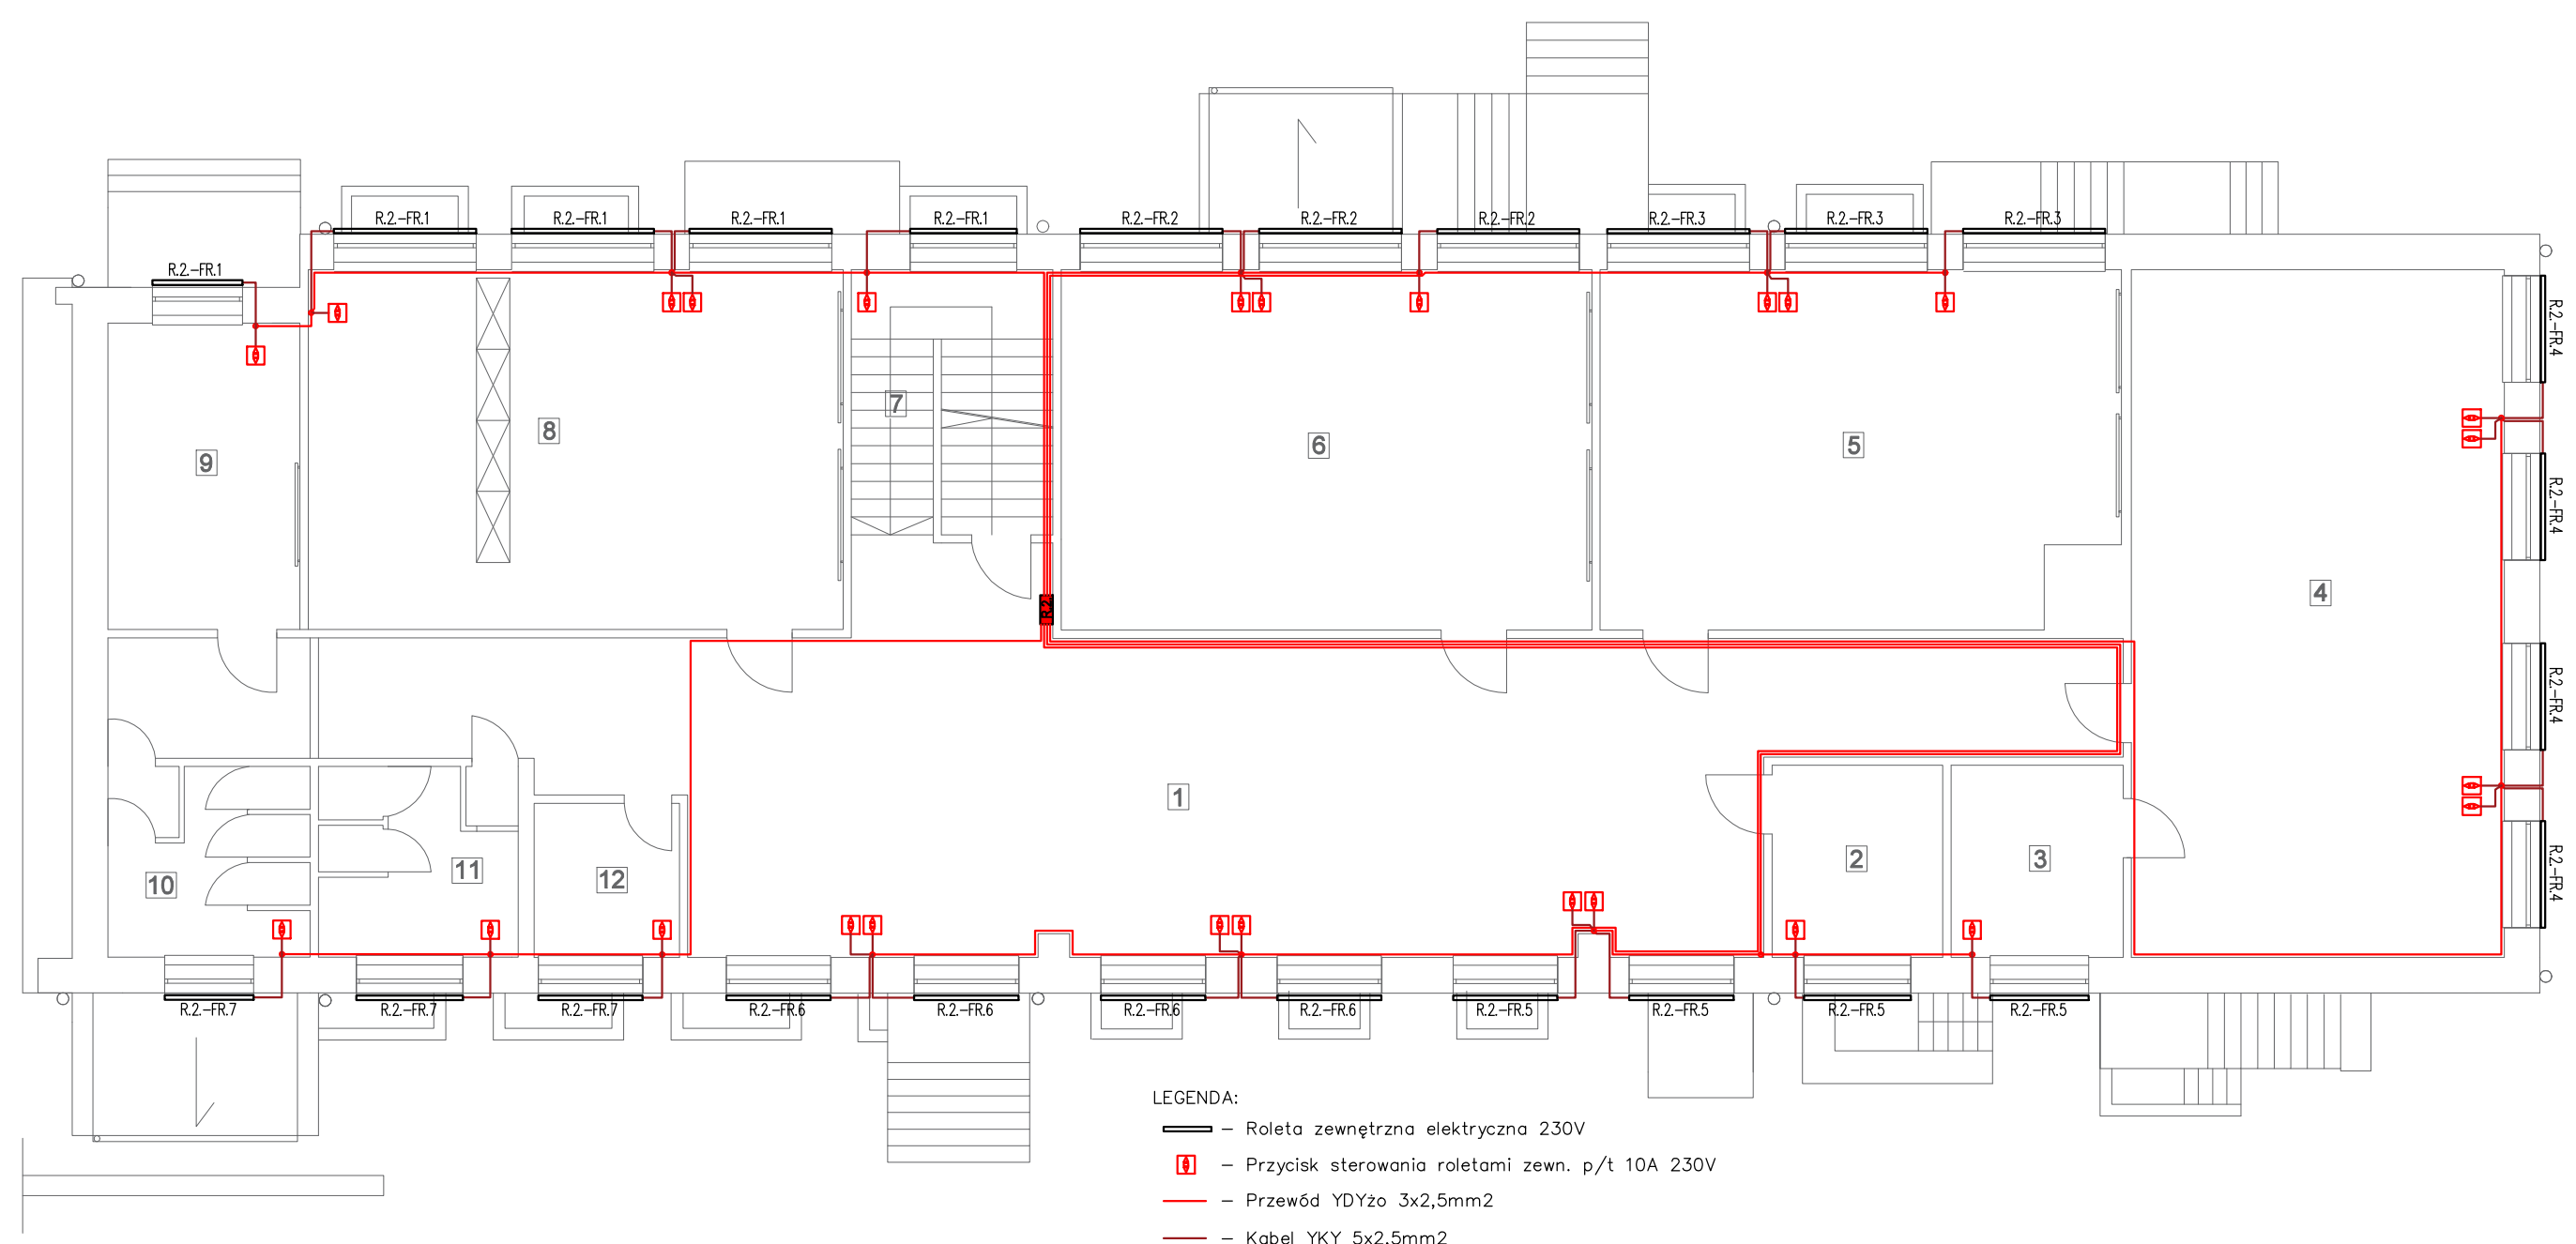 R.2.-FR.1
R.2.-FR.1
R.2.-FR.1
R.2.-FR.1
R.2.-FR.2
R.2.-FR.2
R.2.-FR.2
R.2.-FR.3
R.2.-FR.3
R.2.-FR.3
R.2.-FR.1
R.2.-FR.4
7
8
6
5
9
R.2.-FR.4
4
R.2.
R.2.-FR.4
1
2
3
11
12
10
R.2.-FR.4
R.2.-FR.7
R.2.-FR.7
R.2.-FR.7
R.2.-FR.6
R.2.-FR.6
R.2.-FR.6
R.2.-FR.6
R.2.-FR.5
R.2.-FR.5
R.2.-FR.5
R.2.-FR.5
LEGENDA:
– Roleta zewnętrzna elektryczna 230V
– Przycisk sterowania roletami zewn. p/t 10A 230V
– Przewód YDYżo 3x2,5mm2
– Kabel YKY 5x2,5mm2